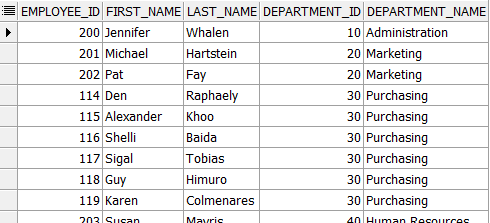 EMPLOYEE_ID FIRST_NAME LAST_NAME DEPARTMENT_ID DEPARTMENT_NAME
200 Jennifer Whalen 10 Administration
201 Michael Hartstein 20 Marketing
202 Pat Fay 20 Marketing
114 Den Raphaely 30 Purchasing
115 Alexander Khoo 30 Purchasing
116 Shelli Baida 30 Purchasing
117 Sigal Tobias 30 Purchasing
118 Guy Himuro 30 Purchasing
119 Karen Colmenares 30 Purchasing
203 Susan Mavris 40 Human Resources